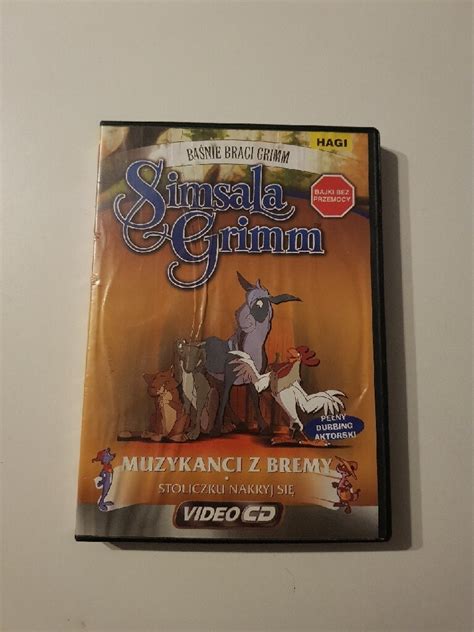 BAŚNIE BRACI GRIMM
HAGI
Simsala
Grimm
BAJKI BEZ
PRZEMOCY
PEŁNY
DUBBING
AKTORSKI
MUZYKANCI Z BREMY
STOLICZKU NAKRYJ SIĘ
VIDEO CD